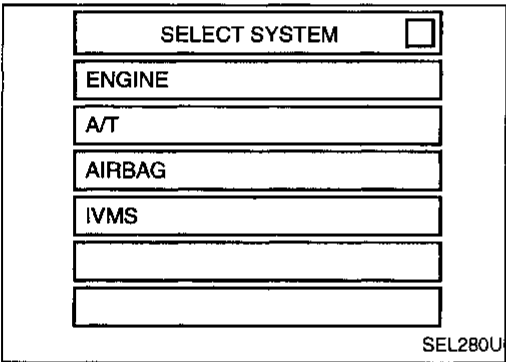 SELECT SYSTEM
ENGINE
A/T
AIRBAG
IVMS
SEL280U